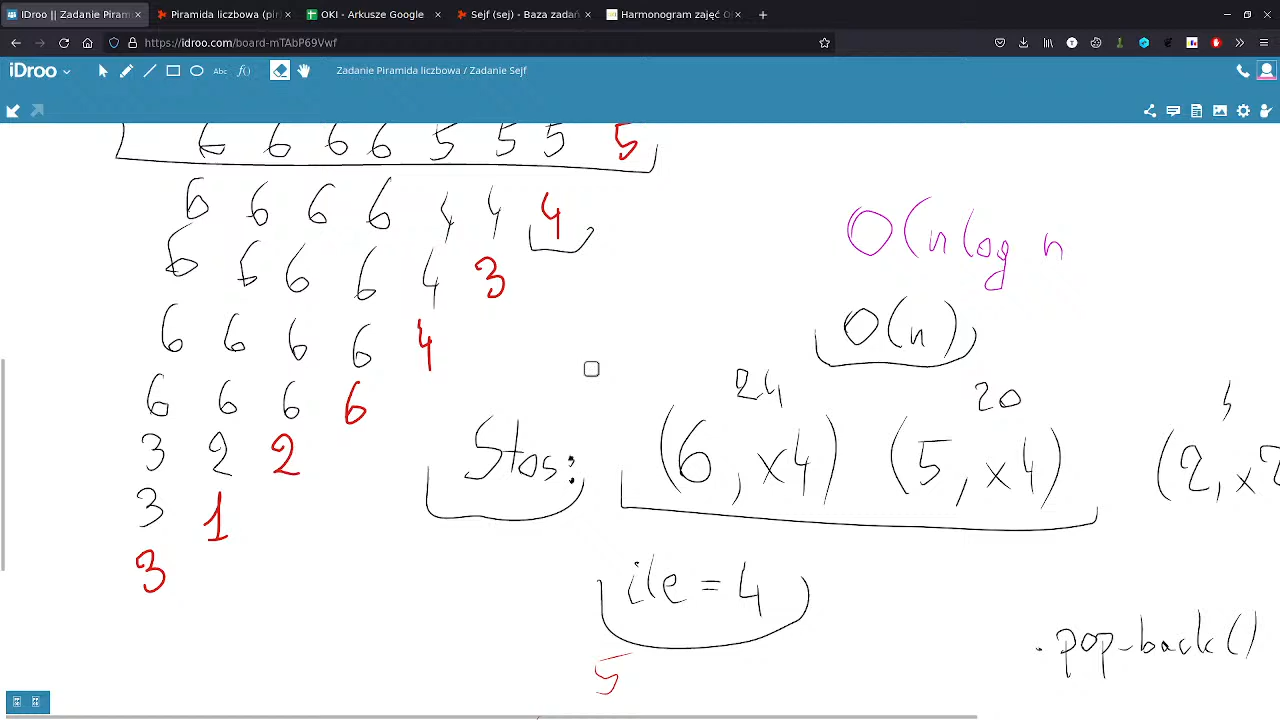 IDroo || Zadanie Piram
Piramida liczbowa (pir
OKI - Arkusze Google
Sejf (sej) - Baza zadań
Harmonogram zajęć O
https://idroo.com/board-mTAbP69Vwf
iDroo
Abc
f()
Zadanie Piramida liczbowa / Zadanie Sejf
6 6 6 6 5 5 5 5
6 6 6 6 4 4 4
6 6 6 6 4 3
6 6 6 6 4
6 6 6 6
3 2 2
3 1
3
O(n log n
O(n)
24 20
Stos: (6, x4) (5, x4) (2, x2
ile = 4
5
.pop_back()